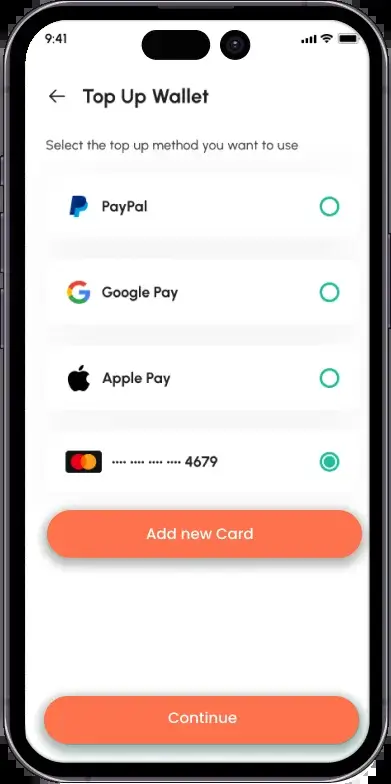 9:41
Top Up Wallet
Select the top up method you want to use
PayPal
Google Pay
Apple Pay
•••• •••• •••• •••• 4679
Add new Card
Continue